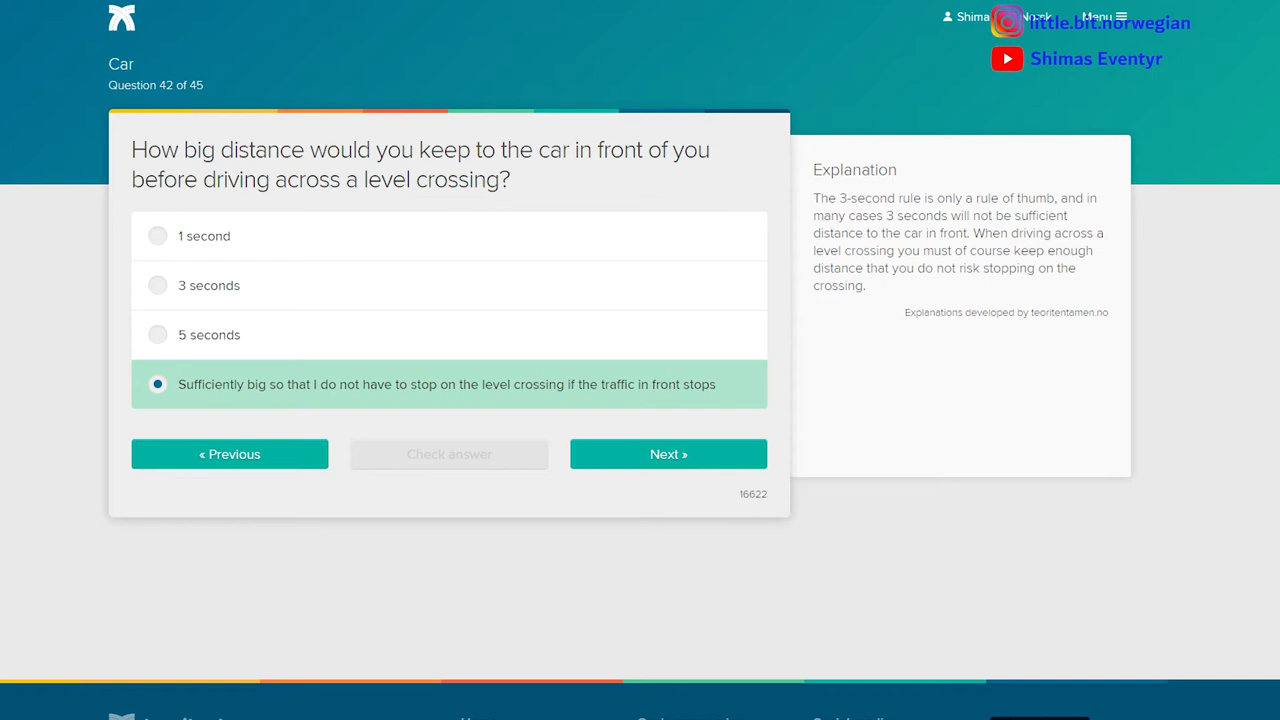 Shima
Norsk
Menu
little.bit.norwegian
Shimas Eventyr
Car
Question 42 of 45
How big distance would you keep to the car in front of you
before driving across a level crossing?
1 second
3 seconds
5 seconds
Sufficiently big so that I do not have to stop on the level crossing if the traffic in front stops
« Previous
Check answer
Next »
16622
Explanation
The 3-second rule is only a rule of thumb, and in
many cases 3 seconds will not be sufficient
distance to the car in front. When driving across a
level crossing you must of course keep enough
distance that you do not risk stopping on the
crossing.
Explanations developed by teoritentamen.no